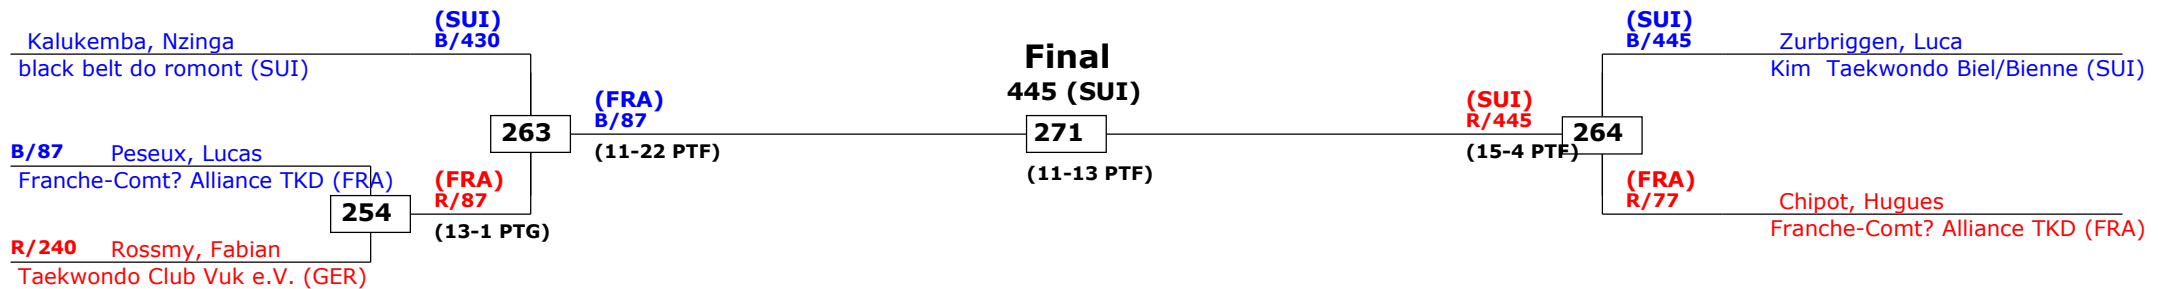 (SUI)
B/430
Kalukemba, Nzinga
black belt do romont (SUI)
(FRA)
B/87
263
(11-22 PTF)
B/87 Peseux, Lucas
Franche-Comt? Alliance TKD (FRA)
(FRA)
R/87
254
(13-1 PTG)
R/240 Rossmy, Fabian
Taekwondo Club Vuk e.V. (GER)
Final
445 (SUI)
271
(11-13 PTF)
(SUI)
B/445
Zurbriggen, Luca
Kim  Taekwondo Biel/Bienne (SUI)
(SUI)
R/445
264
(15-4 PTF)
(FRA)
R/77
Chipot, Hugues
Franche-Comt? Alliance TKD (FRA)